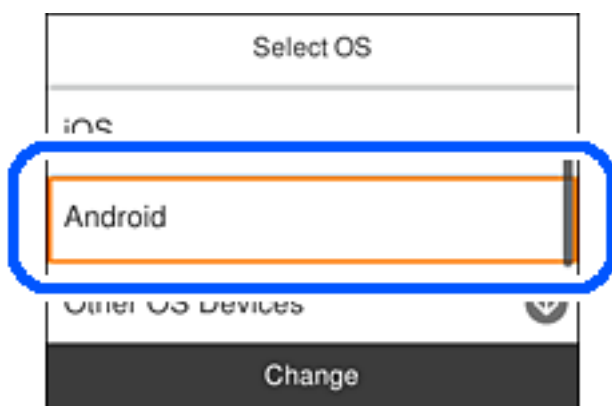 Select OS
iOS
Android
Other OS Devices
Change